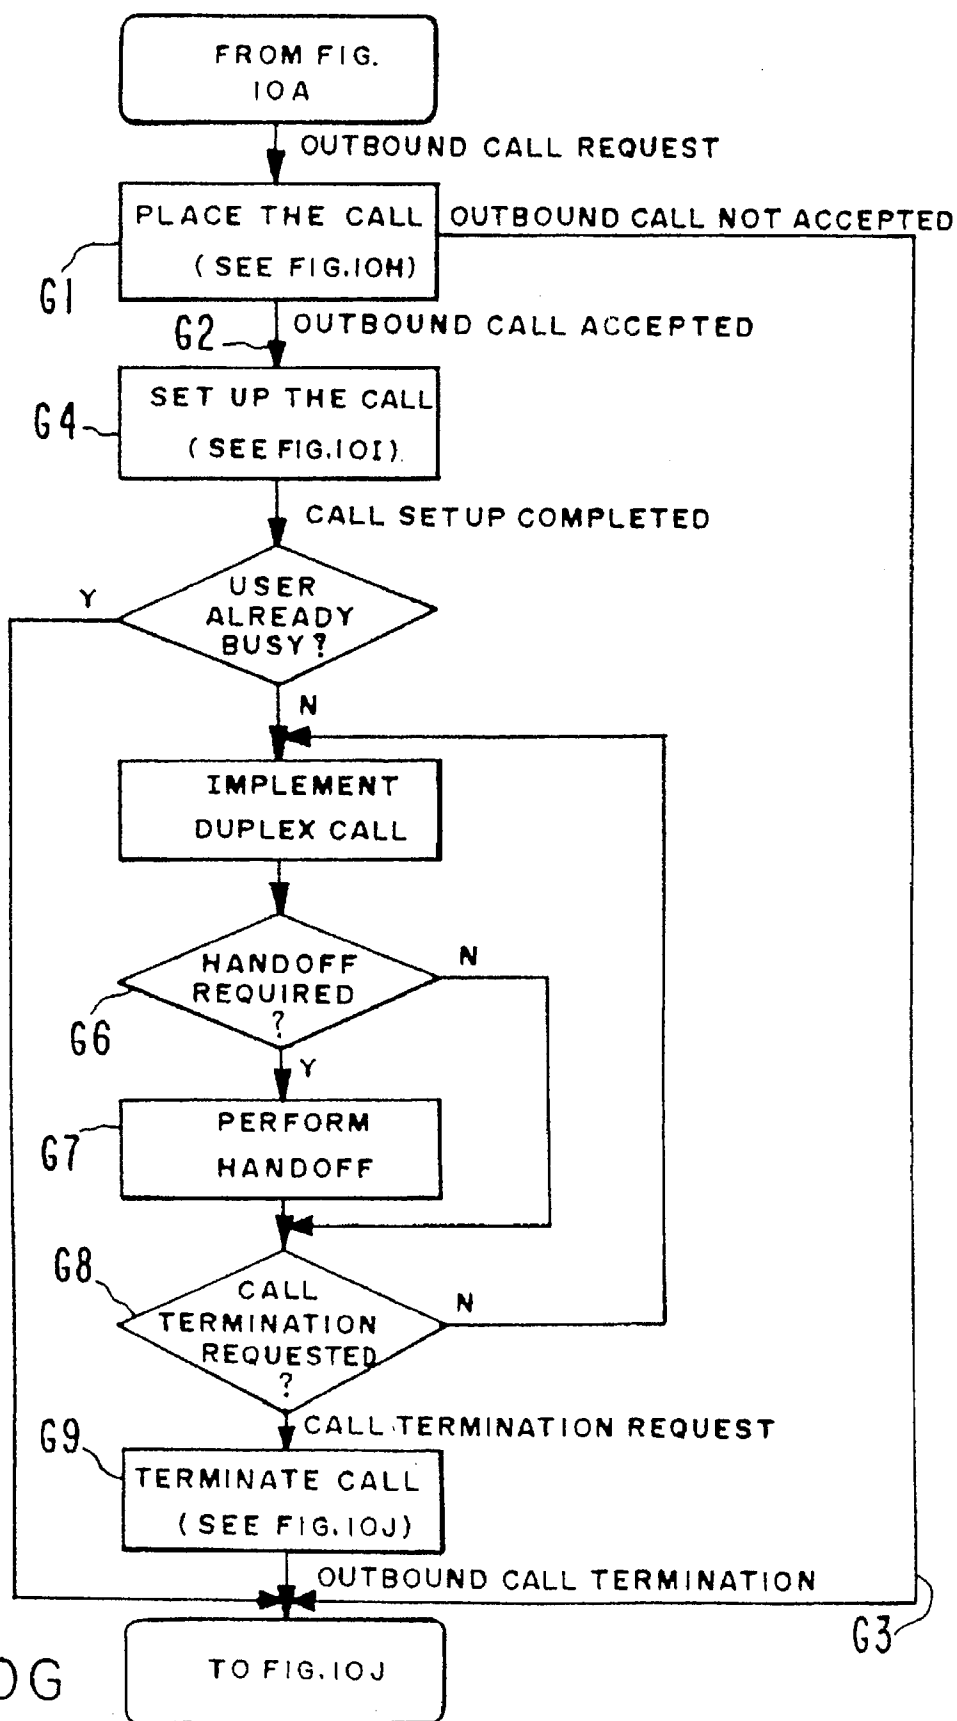 FROM FIG.
10A
OUTBOUND CALL REQUEST
PLACE THE CALL
(SEE FIG.10H)
OUTBOUND CALL NOT ACCEPTED
G1
G2
OUTBOUND CALL ACCEPTED
SET UP THE CALL
(SEE FIG.10I)
G4
CALL SETUP COMPLETED
Y
USER
ALREADY
BUSY?
N
IMPLEMENT
DUPLEX CALL
HANDOFF
REQUIRED
?
N
G6
Y
PERFORM
HANDOFF
G7
G8
CALL
TERMINATION
REQUESTED
?
N
CALL TERMINATION REQUEST
G9
TERMINATE CALL
(SEE FIG.10J)
OUTBOUND CALL TERMINATION
G3
TO FIG.10J
0G